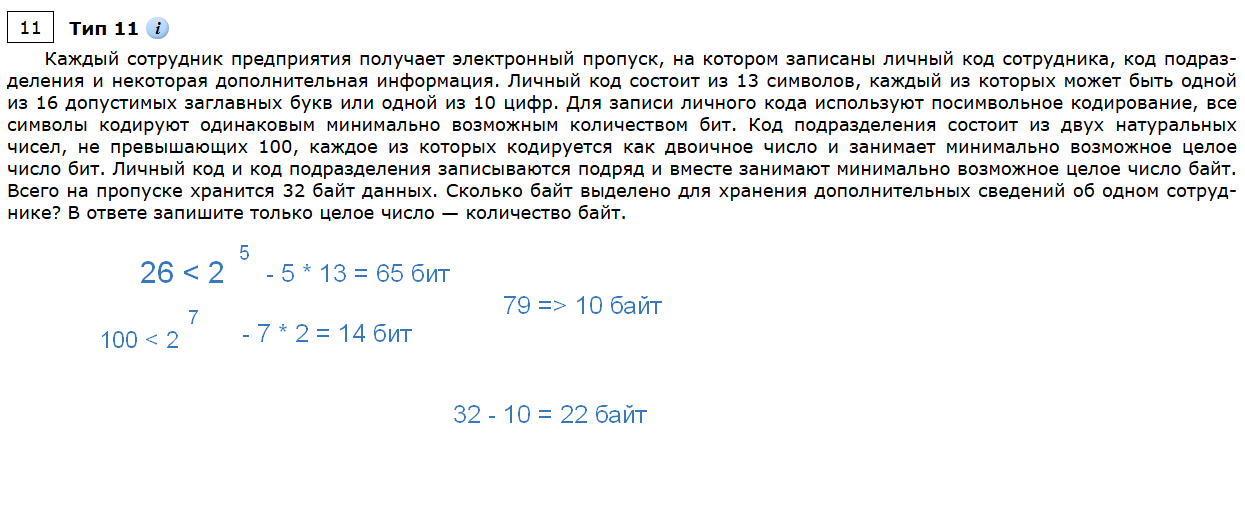 11 Тип 11 i
Каждый сотрудник предприятия получает электронный пропуск, на котором записаны личный код сотрудника, код подраз-
деления и некоторая дополнительная информация. Личный код состоит из 13 символов, каждый из которых может быть одной
из 16 допустимых заглавных букв или одной из 10 цифр. Для записи личного кода используют посимвольное кодирование, все
символы кодируют одинаковым минимально возможным количеством бит. Код подразделения состоит из двух натуральных
чисел, не превышающих 100, каждое из которых кодируется как двоичное число и занимает минимально возможное целое
число бит. Личный код и код подразделения записываются подряд и вместе занимают минимально возможное целое число байт.
Всего на пропуске хранится 32 байт данных. Сколько байт выделено для хранения дополнительных сведений об одном сотруд-
нике? В ответе запишите только целое число — количество байт.
26 < 2^5 - 5 * 13 = 65 бит
79 => 10 байт
100 < 2^7 - 7 * 2 = 14 бит
32 - 10 = 22 байт